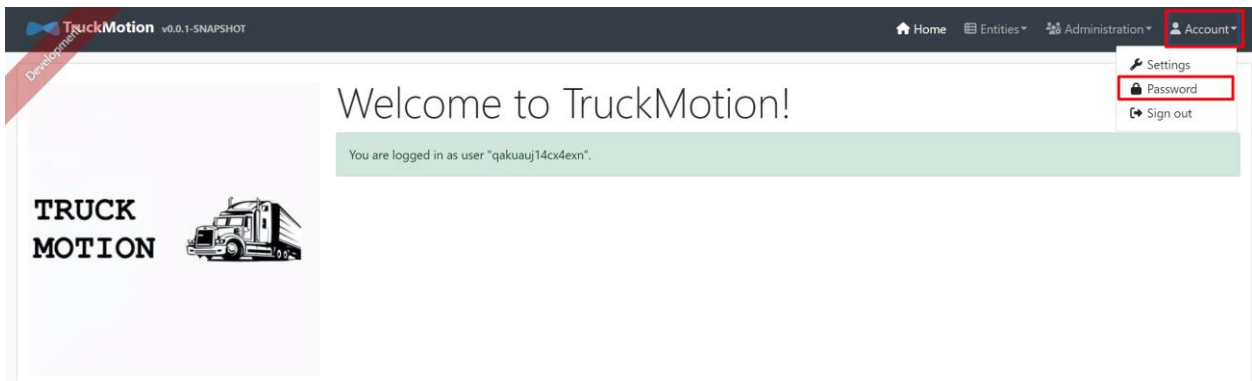 TruckMotion v0.0.1-SNAPSHOT
Home Entities Administration Account
Development
Settings
Password
Sign out
Welcome to TruckMotion!
You are logged in as user "qakuauj14cx4exn".
TRUCK
MOTION